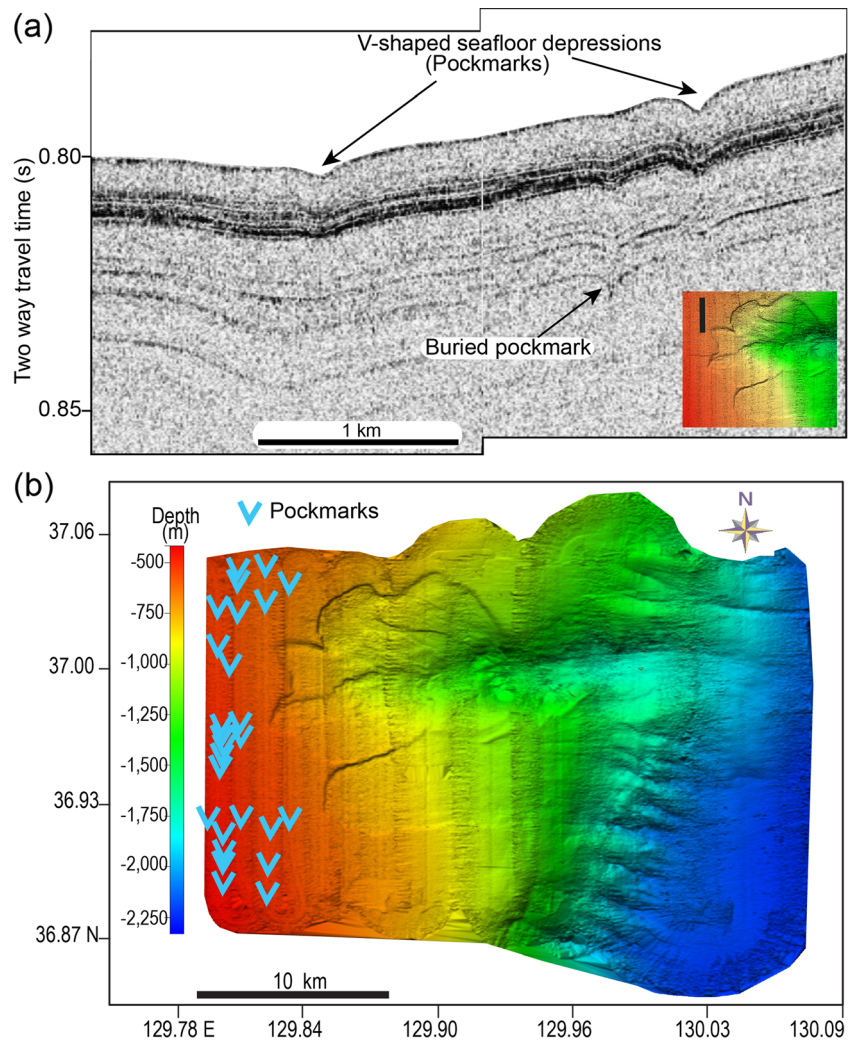 (a)
V-shaped seafloor depressions
(Pockmarks)
Two way travel time (s)
0.80
0.85
Buried pockmark
1 km
(b)
Pockmarks
N
Depth
(m)
-500
-750
-1,000
-1,250
-1,500
-1,750
-2,000
-2,250
37.06
37.00
36.93
36.87 N
10 km
129.78 E
129.84
129.90
129.96
130.03
130.09